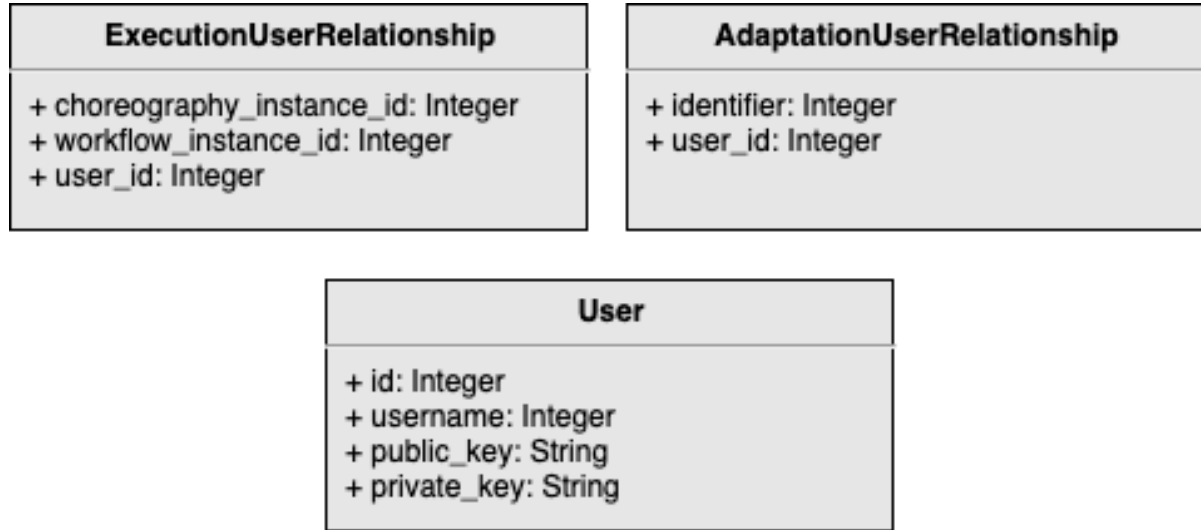 ExecutionUserRelationship
+ choreography_instance_id: Integer
+ workflow_instance_id: Integer
+ user_id: Integer
AdaptationUserRelationship
+ identifier: Integer
+ user_id: Integer
User
+ id: Integer
+ username: Integer
+ public_key: String
+ private_key: String